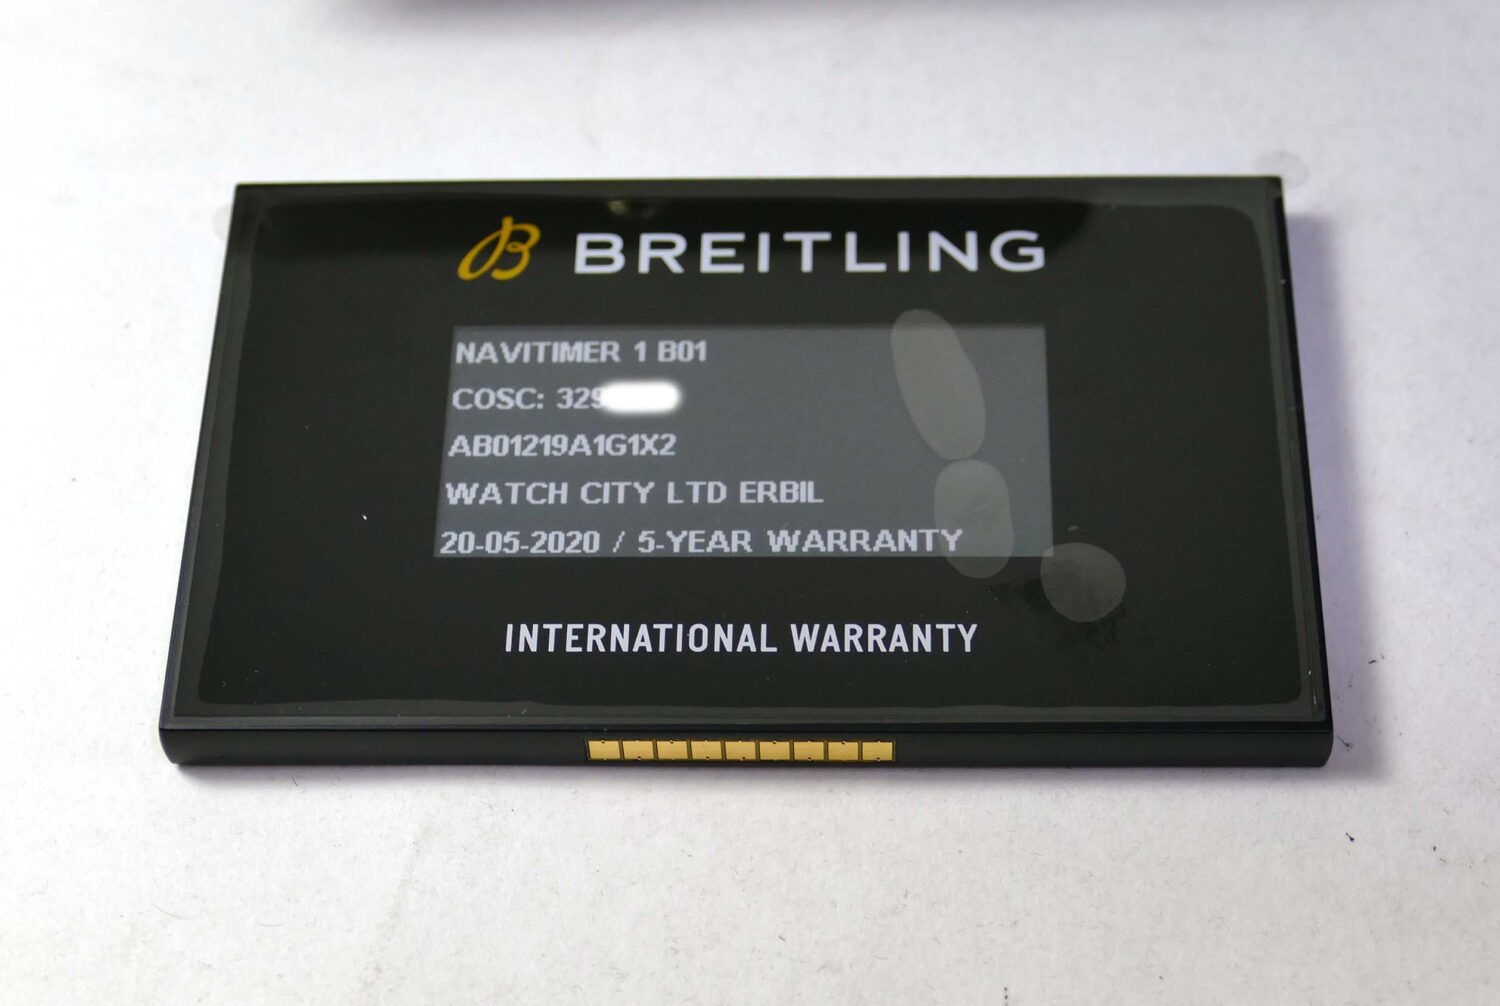 B BREITLING
NAVITIMER 1 B01
COSC: 329
AB01219A1G1X2
WATCH CITY LTD ERBIL
20-05-2020 / 5-YEAR WARRANTY
INTERNATIONAL WARRANTY